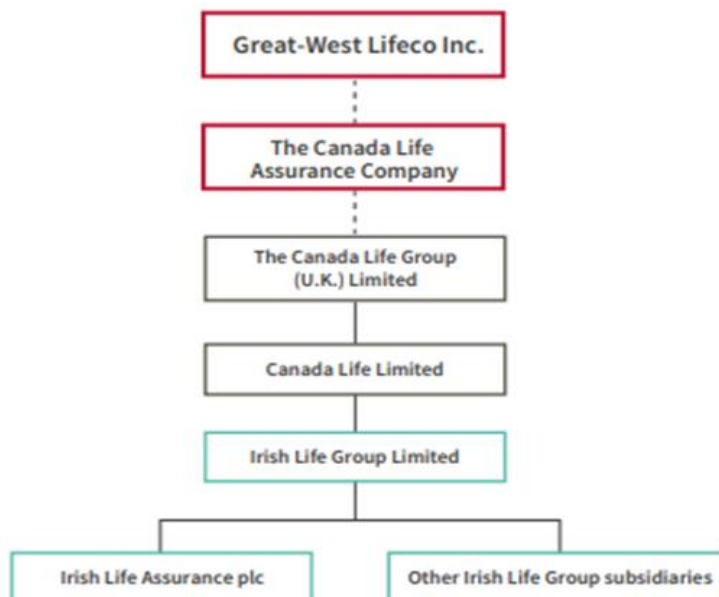 Great-West Lifeco Inc.
The Canada Life
Assurance Company
The Canada Life Group
(U.K.) Limited
Canada Life Limited
Irish Life Group Limited
Irish Life Assurance plc
Other Irish Life Group subsidiaries